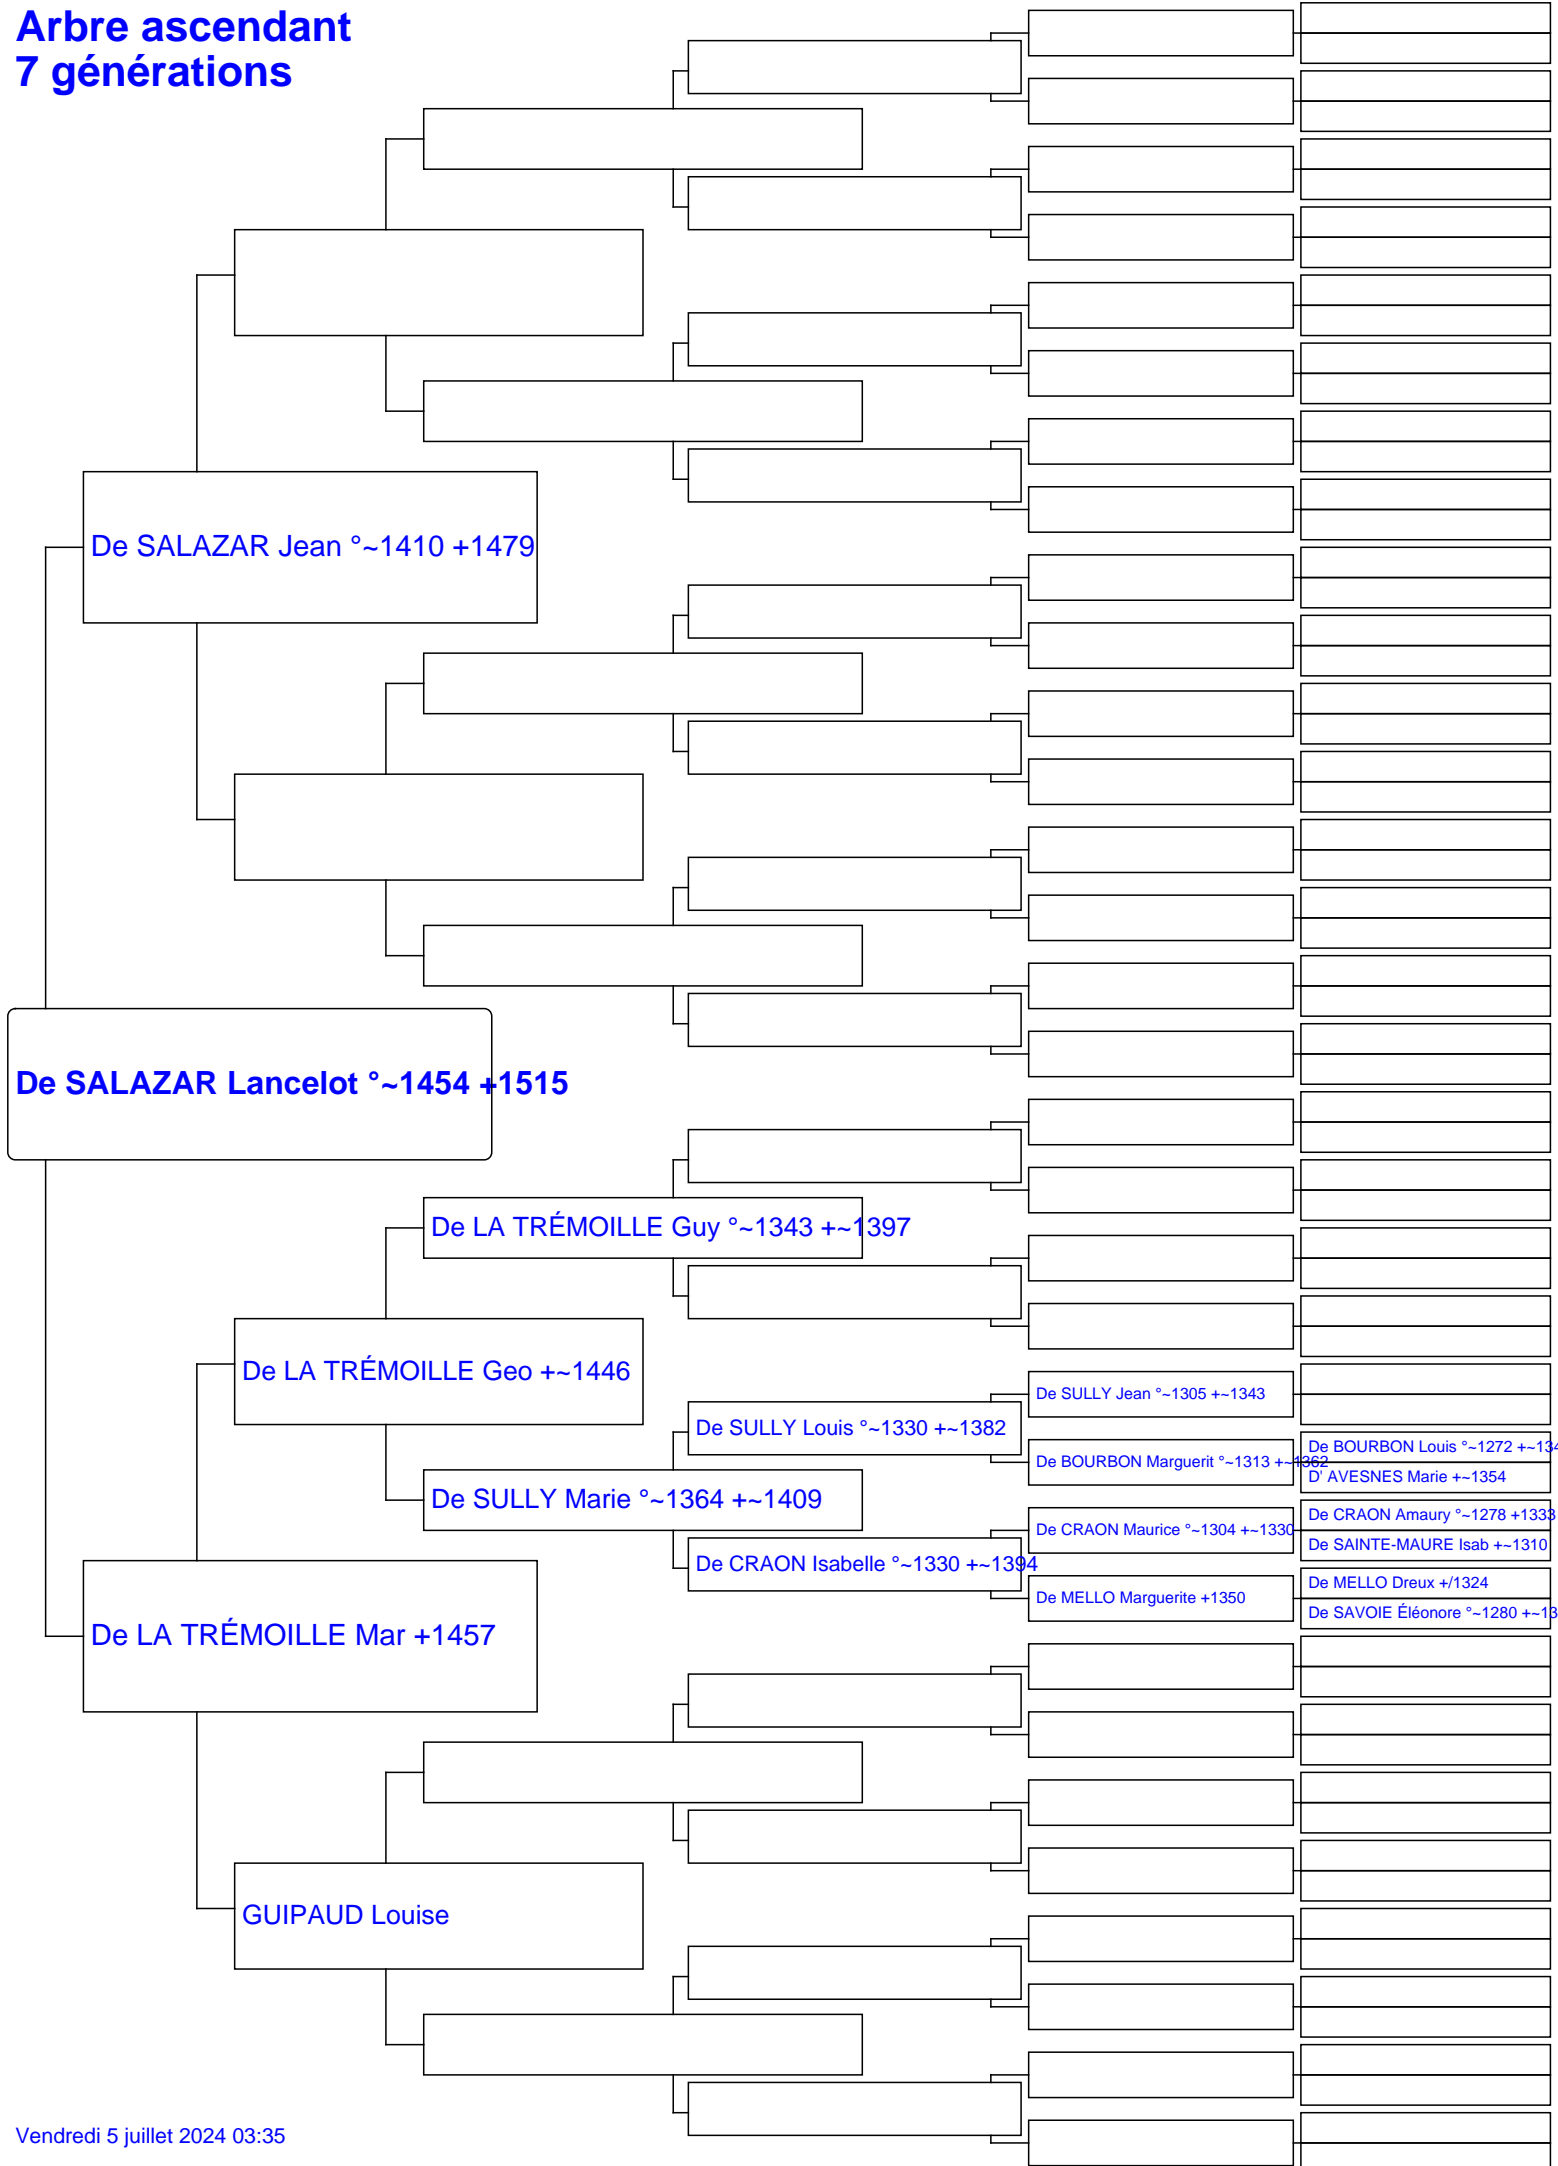 Arbre ascendant
7 générations
De SALAZAR Jean °~1410 +1479
De SALAZAR Lancelot °~1454 +1515
De LA TRÉMOILLE Guy °~1343 +~1397
De LA TRÉMOILLE Geo +~1446
De SULLY Jean °~1305 +~1343
De SULLY Louis °~1330 +~1382
De BOURBON Louis °~1272 +~134
De BOURBON Marguerit °~1313 +~1362
D' AVESNES Marie +~1354
De SULLY Marie °~1364 +~1409
De CRAON Amaury °~1278 +1333
De CRAON Maurice °~1304 +~1330
De SAINTE-MAURE Isab +~1310
De CRAON Isabelle °~1330 +~1394
De MELLO Dreux +/1324
De MELLO Marguerite +1350
De SAVOIE Éléonore °~1280 +~13
De LA TRÉMOILLE Mar +1457
GUIPAUD Louise
Vendredi 5 juillet 2024 03:35